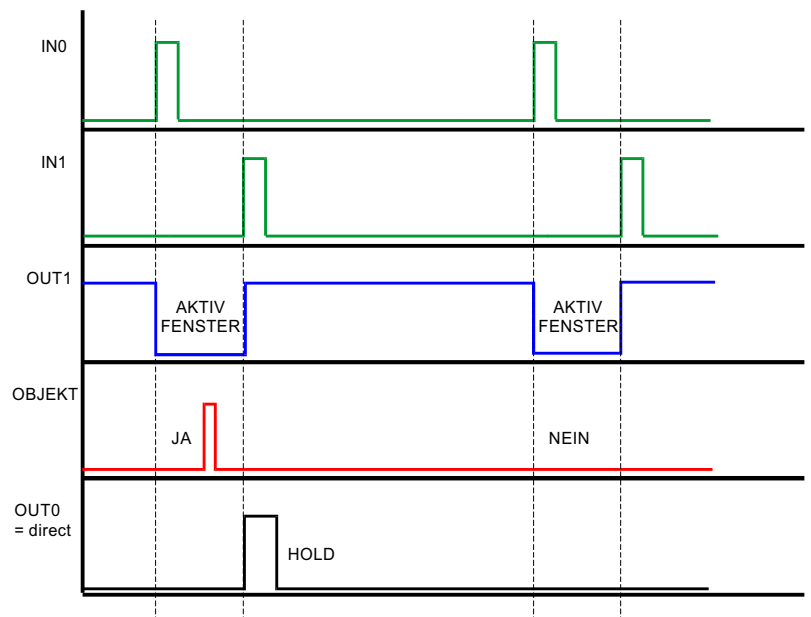 IN0
IN1
OUT1
AKTIV
FENSTER
AKTIV
FENSTER
OBJEKT
JA
NEIN
OUT0
= direct
HOLD